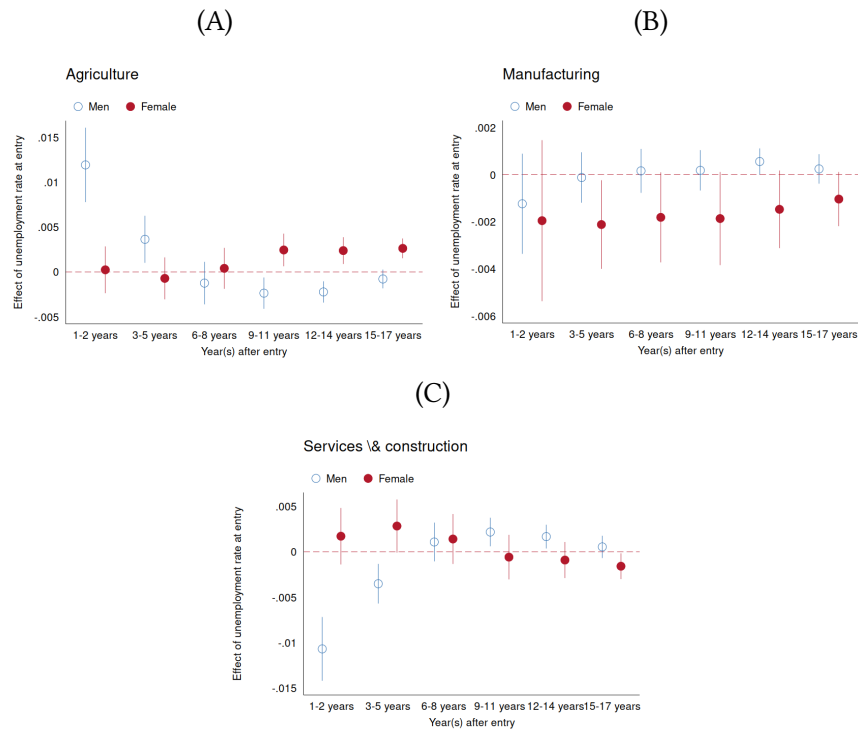 (A)
Agriculture
Men Female
Effect of unemployment rate at entry
.015
.01
.005
0
-.005
1-2 years 3-5 years 6-8 years 9-11 years 12-14 years 15-17 years
Year(s) after entry
(B)
Manufacturing
Men Female
Effect of unemployment rate at entry
.002
0
-.002
-.004
-.006
1-2 years 3-5 years 6-8 years 9-11 years 12-14 years 15-17 years
Year(s) after entry
(C)
Services \& construction
Men Female
Effect of unemployment rate at entry
.005
0
-.005
-.01
-.015
1-2 years 3-5 years 6-8 years 9-11 years 12-14 years 15-17 years
Year(s) after entry